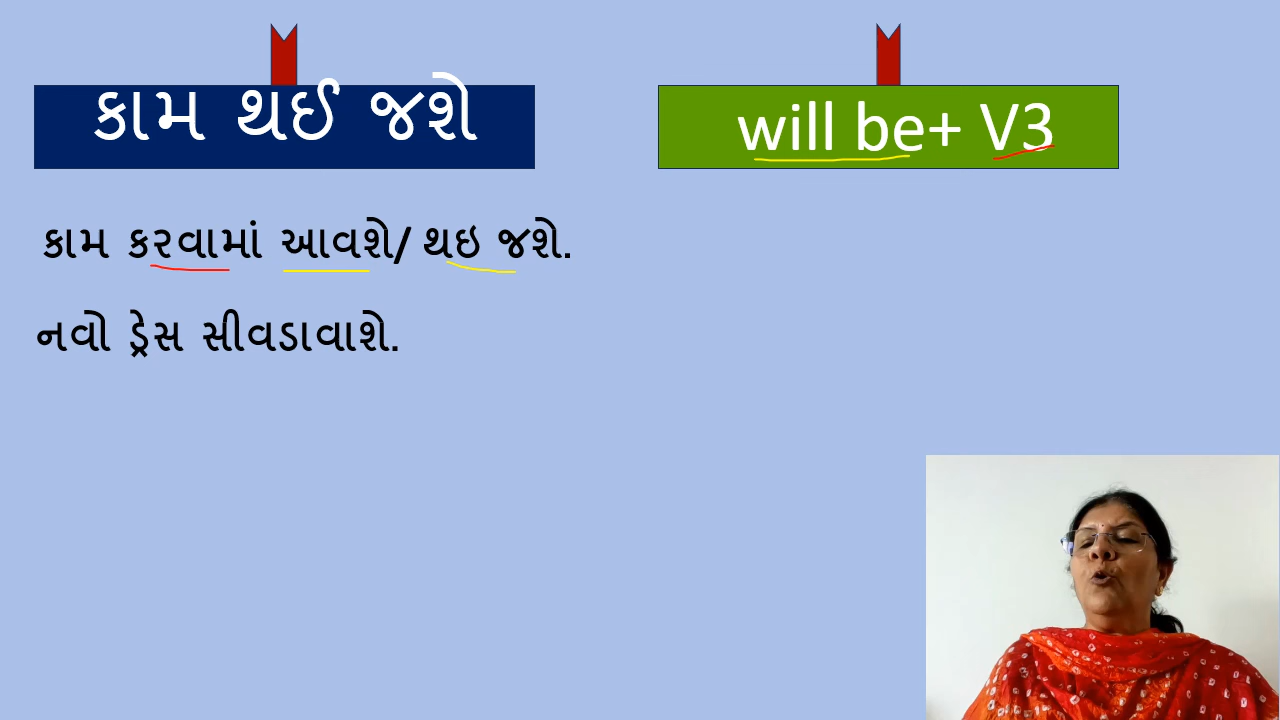 કામ થઈ જશે
will be+ V3
કામ કરવામાં આવશે/ થઇ જશે.
નવો ડ્રેસ સીવડાવાશે.